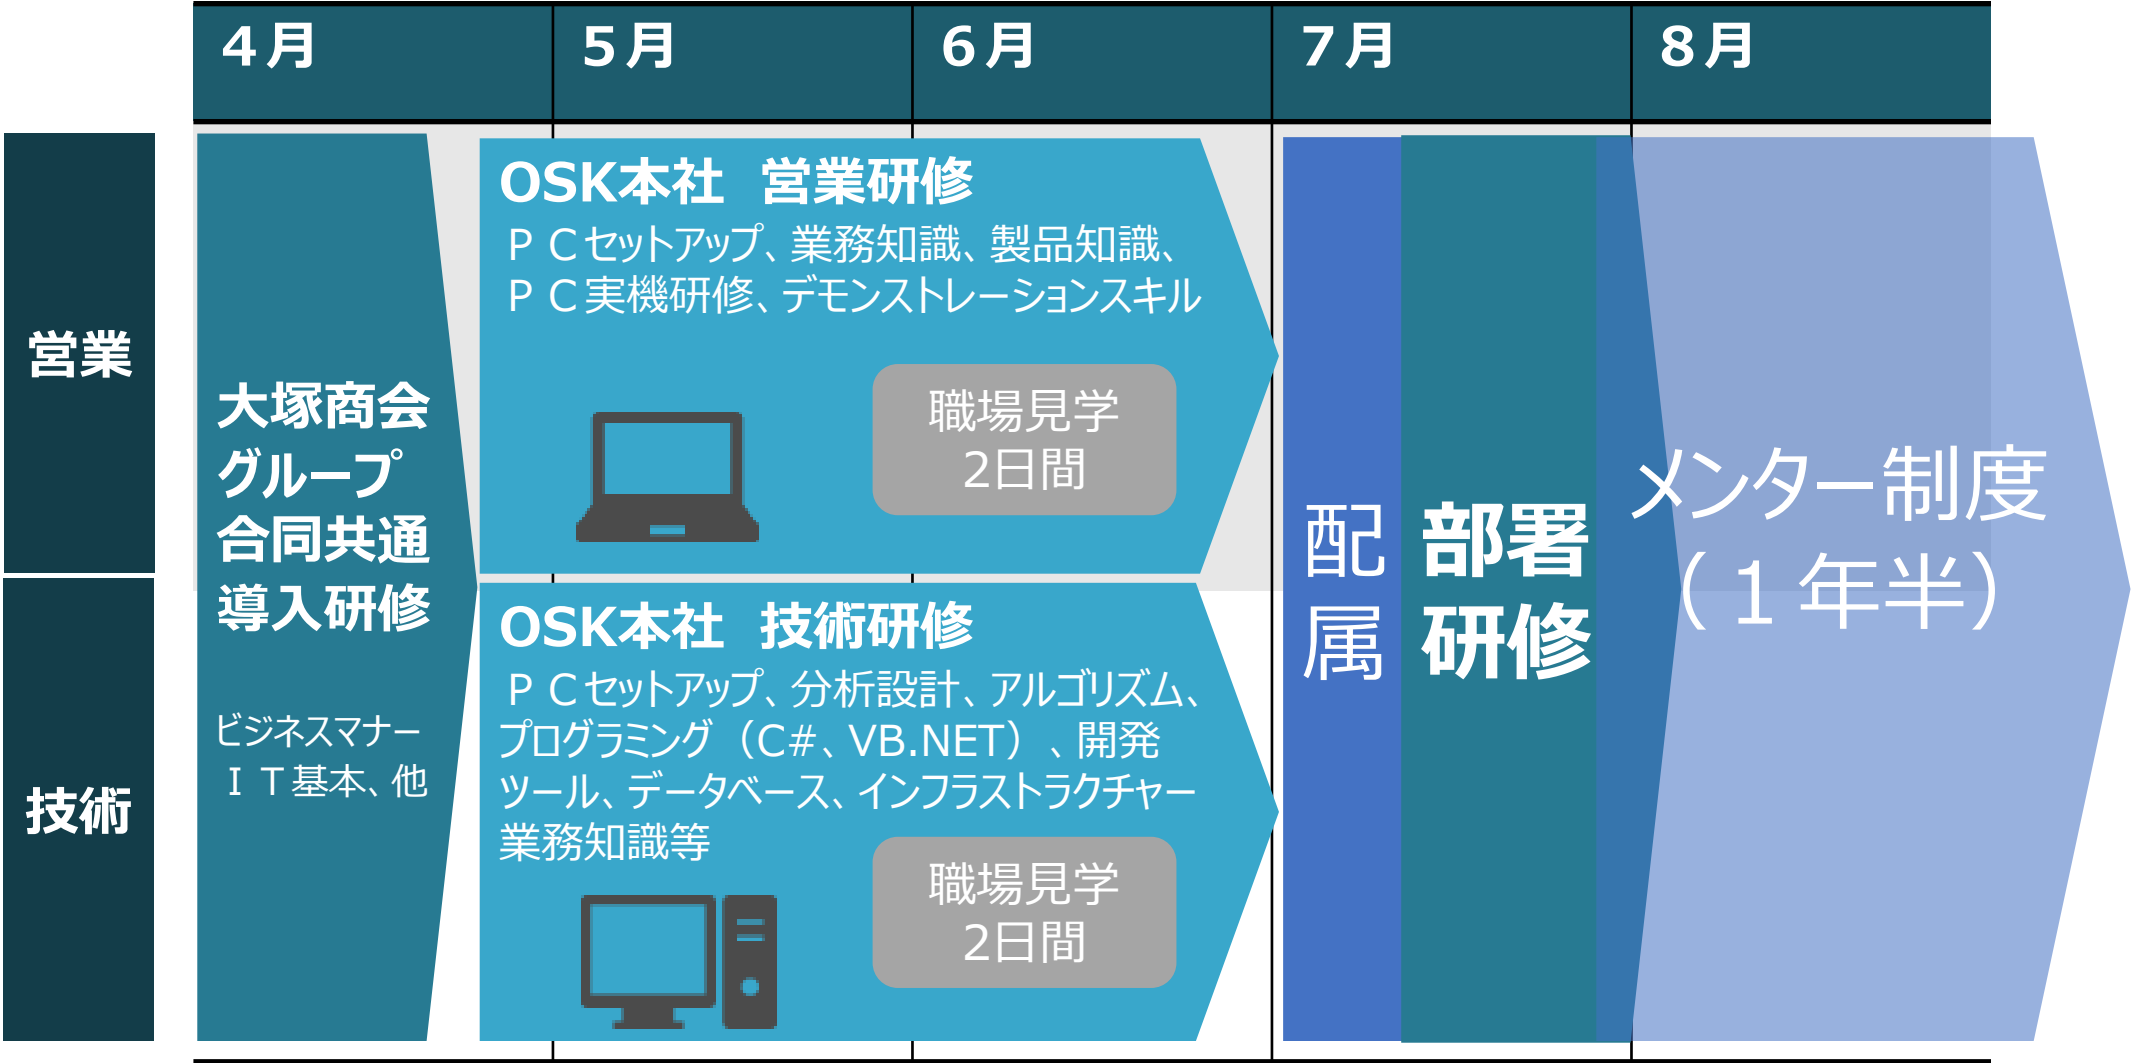 ４月
５月
６月
７月
８月
営業
技術
大塚商会
グループ
合同共通
導入研修
ビジネスマナー
ＩＴ基本、他
OSK本社　営業研修
ＰＣセットアップ、業務知識、製品知識、
ＰＣ実機研修、デモンストレーションスキル
職場見学
2日間
OSK本社　技術研修
ＰＣセットアップ、分析設計、アルゴリズム、
プログラミング（C#、VB.NET）、開発
ツール、データベース、インフラストラクチャー
業務知識等
職場見学
2日間
配
属
部署
研修
メンター制度
（１年半）